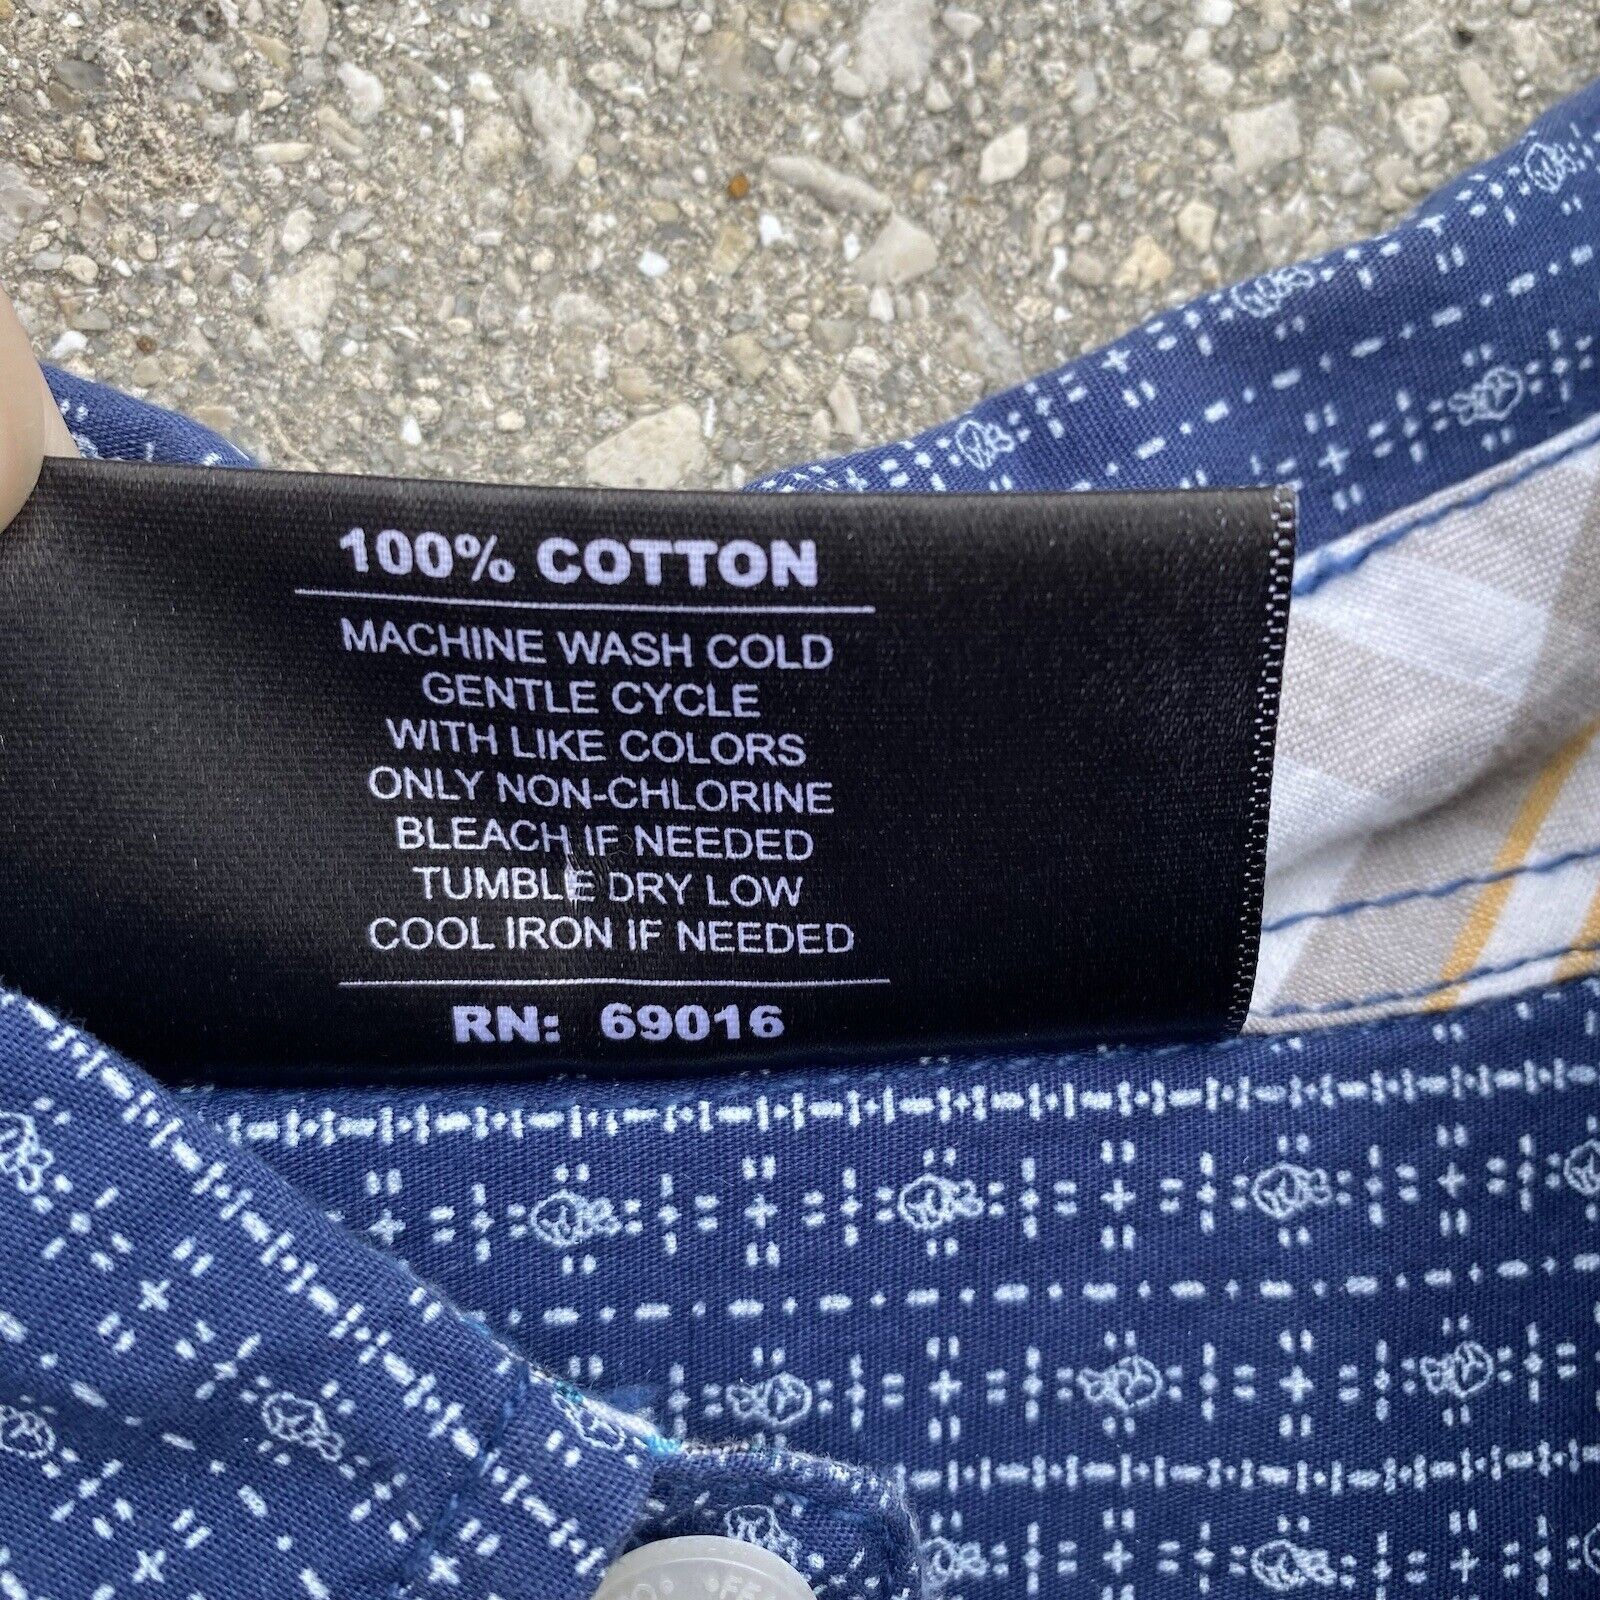 100% COTTON
MACHINE WASH COLD
GENTLE CYCLE
WITH LIKE COLORS
ONLY NON-CHLORINE
BLEACH IF NEEDED
TUMBLE DRY LOW
COOL IRON IF NEEDED
RN: 69016